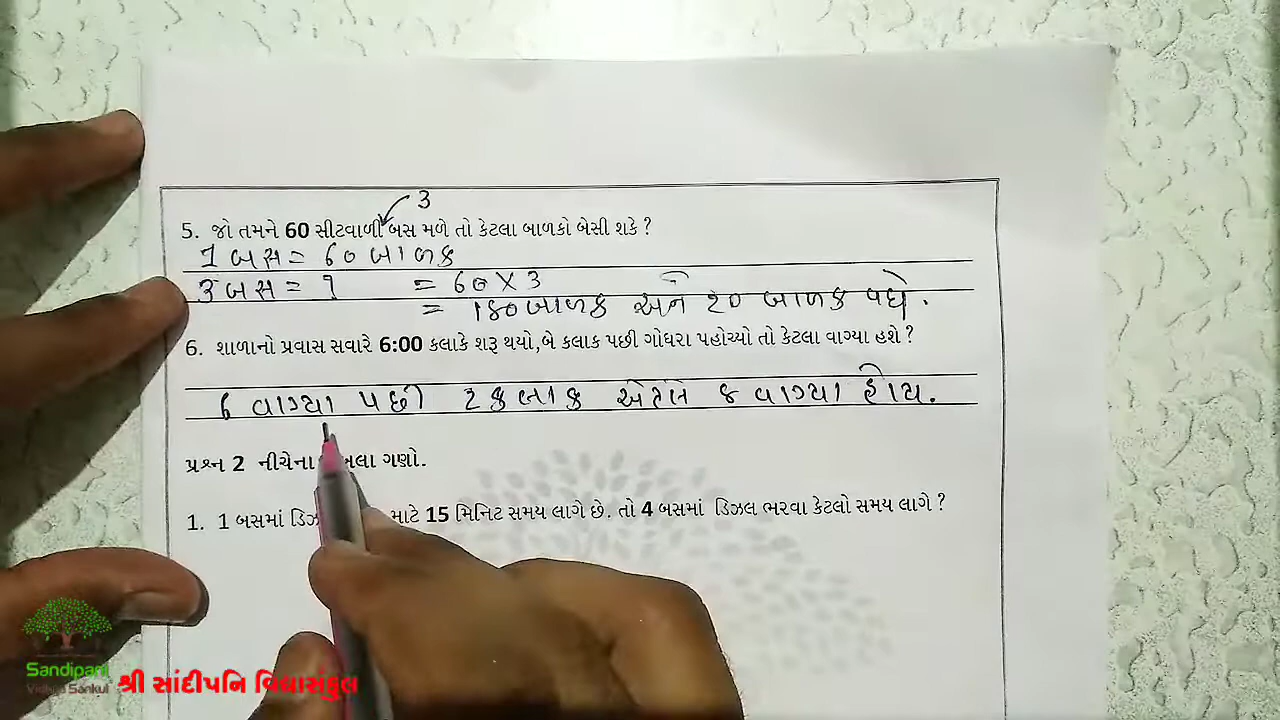 3
5. જો તમને 60 સીટવાળી બસ મળે તો કેટલા બાળકો બેસી શકે ?
1 બસ = 60 બાળક
3 બસ = ? = 60 X 3
= 180 બાળક અને 20 બાળક વધે.
6. શાળાનો પ્રવાસ સવારે 6:00 કલાકે શરૂ થયો,બે કલાક પછી ગોધરા પહોચ્યો તો કેટલા વાગ્યા હશે ?
6 વાગ્યા પછી 2 કલાક એટલે ૪ વાગ્યા હોય.
પ્રશ્ન 2 નીચેના ગણો.
1. 1 બસમાં માટે 15 મિનિટ સમય લાગે છે. તો 4 બસમાં ડિઝલ ભરવા કેટલો સમય લાગે ?
Sandipani
Vidhya Sankul
શ્રી સાંદીપનિ વિદ્યાસંકુલ